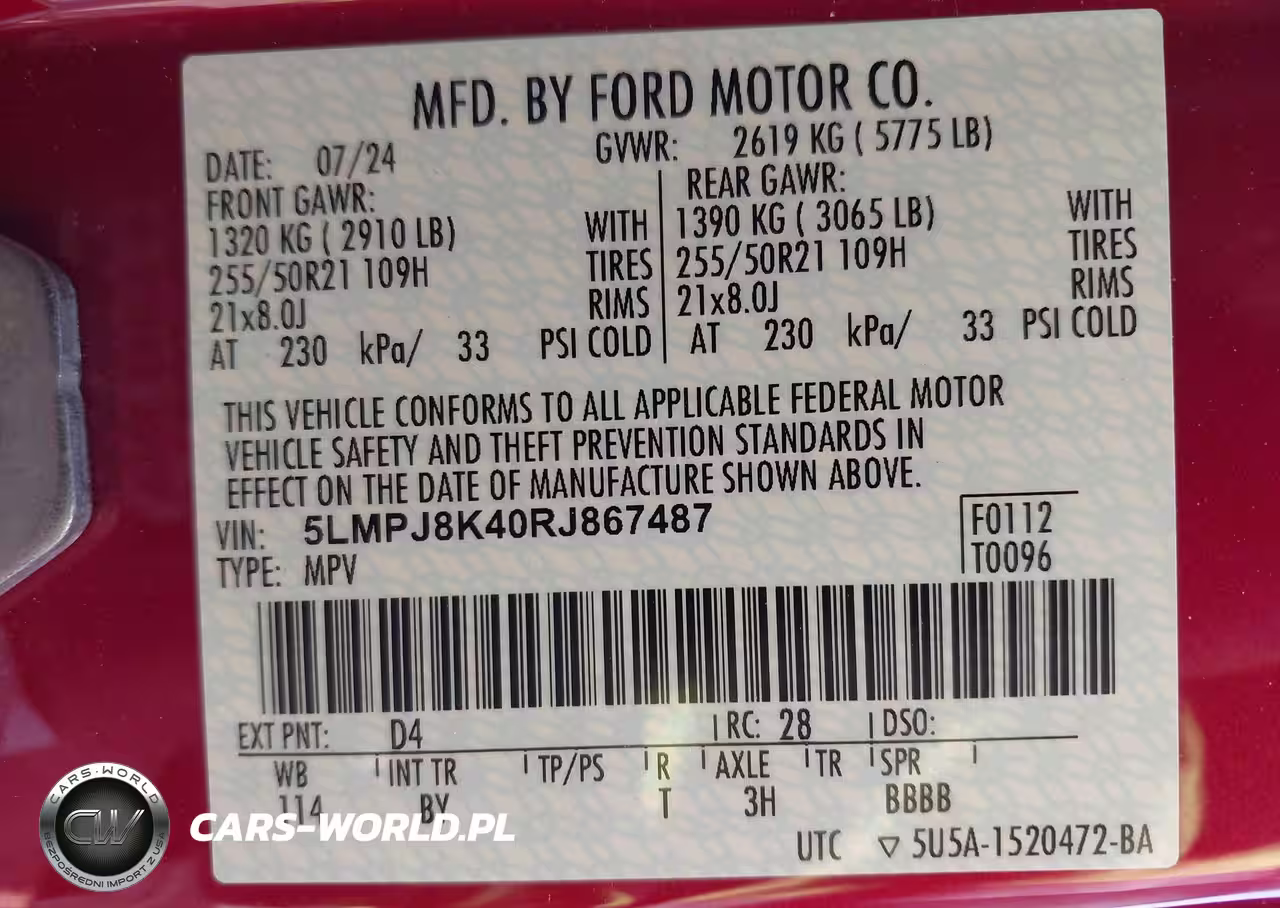 MFD. BY FORD MOTOR CO.
DATE: 07/24 GVWR: 2619 KG ( 5775 LB)
FRONT GAWR: REAR GAWR:
1320 KG ( 2910 LB) WITH 1390 KG ( 3065 LB) WITH
255/50R21 109H TIRES 255/50R21 109H TIRES
21x8.0J RIMS 21x8.0J RIMS
AT 230 kPa/ 33 PSI COLD AT 230 kPa/ 33 PSI COLD
THIS VEHICLE CONFORMS TO ALL APPLICABLE FEDERAL MOTOR
VEHICLE SAFETY AND THEFT PREVENTION STANDARDS IN
EFFECT ON THE DATE OF MANUFACTURE SHOWN ABOVE.
VIN: 5LMPJ8K40RJ867487 F0112
TYPE: MPV T0096
EXT PNT: D4 RC: 28 DSO:
WB INT TR TP/PS R AXLE TR SPR
114 BY T 3H BBBB
UTC ▽ 5U5A-1520472-BA
CARS-WORLD
CW
BEZPOŚREDNI IMPORT Z USA
CARS-WORLD.PL